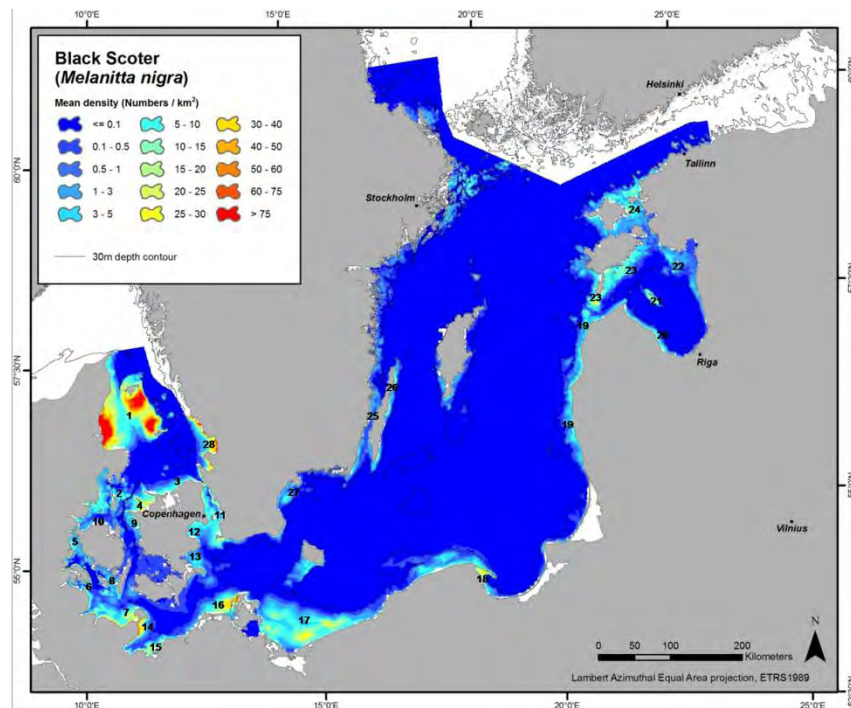 10°0'E 15°0'E 20°0'E 25°0'E
Black Scoter
(Melanitta nigra)
Mean density (Numbers / km²)
<= 0.1 5 - 10 30 - 40
0.1 - 0.5 10 - 15 40 - 50
0.5 - 1 15 - 20 50 - 60
1 - 3 20 - 25 60 - 75
3 - 5 25 - 30 > 75
30m depth contour
Helsinki
Tallinn
60°0'N
Stockholm
24
22
23
57°30'N
23
21
19
20
Riga
57°30'N
26
1
25
19
28
3
2
27
4
Copenhagen
11
55°0'N
10
9
12
Vilnius
5
13
55°0'N
18
6
8
16
7
17
14
15
N
0 50 100 200
Kilometers
Lambert Azimuthal Equal Area projection, ETRS1989
10°0'E 15°0'E 20°0'E 25°0'E